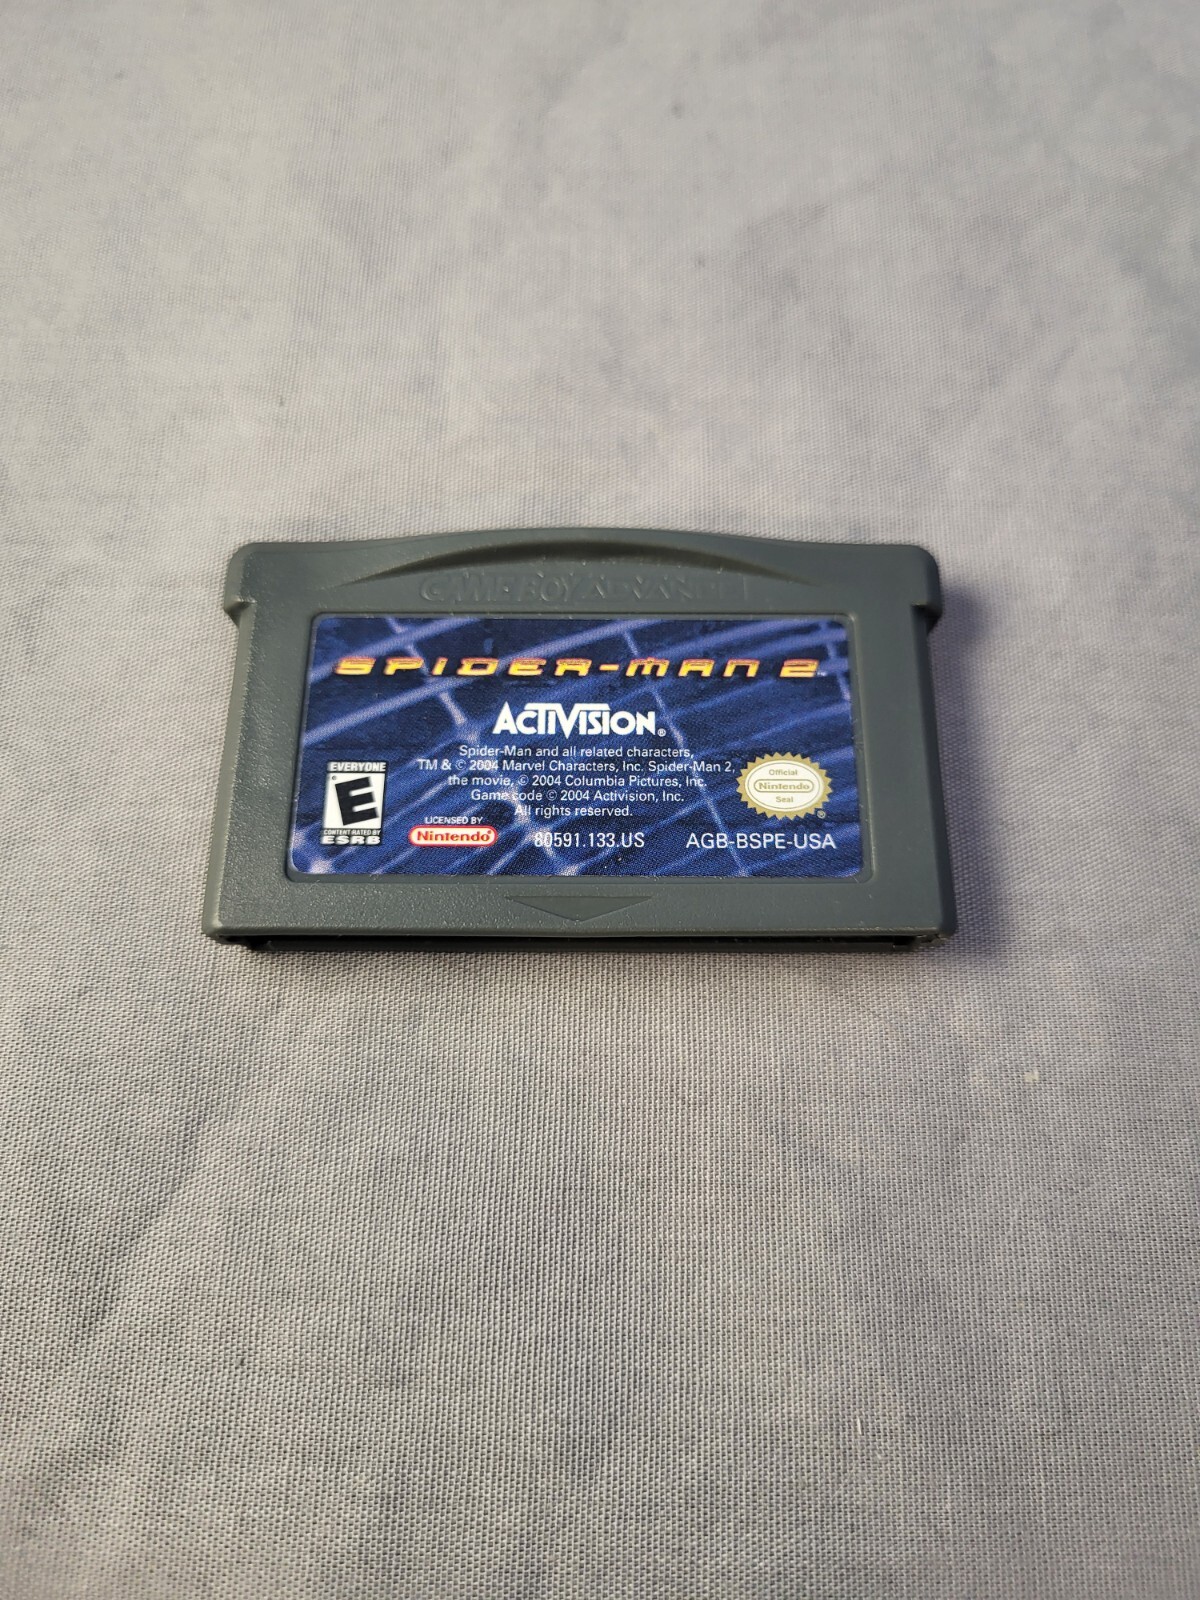 GAME BOY ADVANCE
SPIDER-MAN 2™
ACTIVISION®
Spider-Man and all related characters,
TM & © 2004 Marvel Characters, Inc. Spider-Man 2,
the movie, © 2004 Columbia Pictures, Inc.
Game code © 2004 Activision, Inc.
All rights reserved.
EVERYONE
E
CONTENT RATED BY
ESRB
LICENSED BY
Nintendo®
80591.133.US
AGB-BSPE-USA
Official
Nintendo
Seal
®